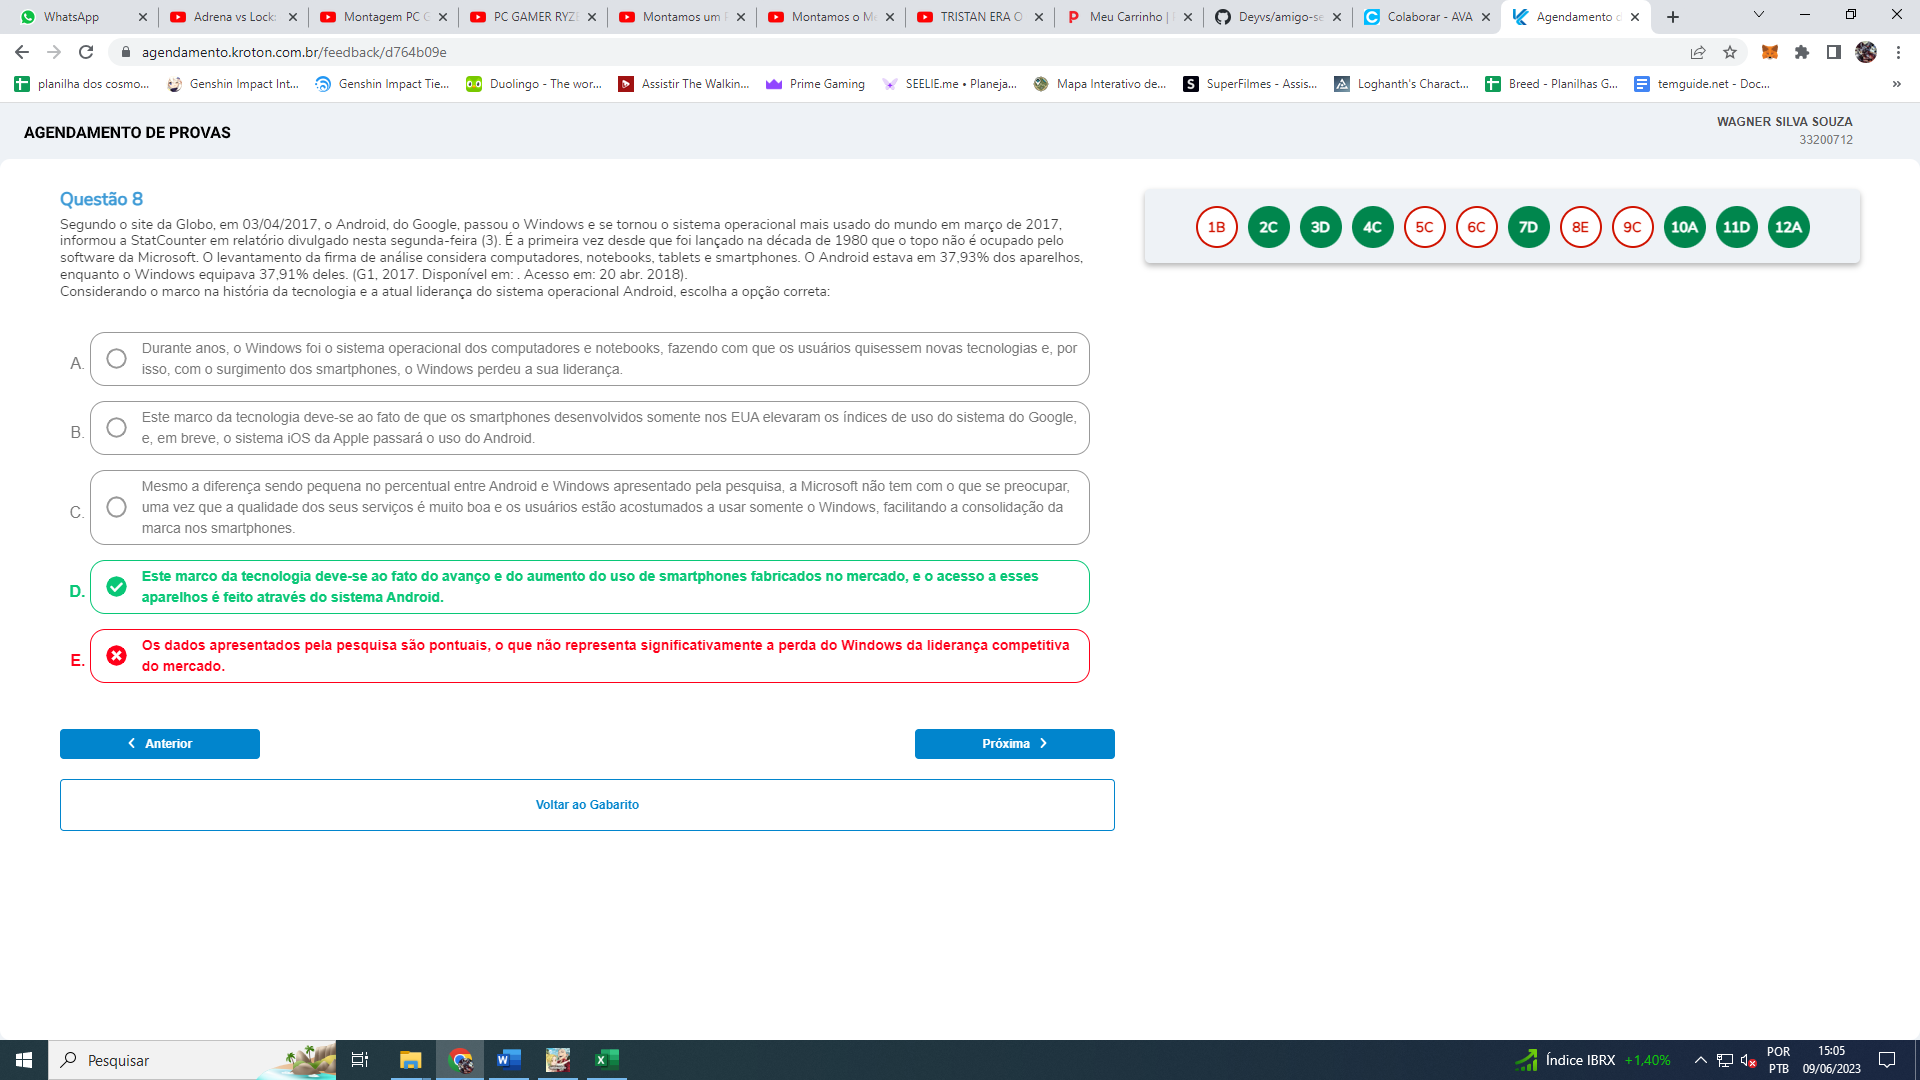 WhatsApp
Adrena vs Lock
Montagem PC G
PC GAMER RYZE
Montamos um
Montamos o M
TRISTAN ERA O
Meu Carrinho |
Deyvs/amigo-se
Colaborar - AVA
Agendamento d
agendamento.kroton.com.br/feedback/d764b09e
planilha dos cosmo...
Genshin Impact Int...
Genshin Impact Tie...
Duolingo - The wor...
Assistir The Walkin...
Prime Gaming
SEELIE.me • Planeja...
Mapa Interativo de...
SuperFilmes - Assis...
Loghanth's Charact...
Breed - Planilhas G...
temguide.net - Doc...
»
AGENDAMENTO DE PROVAS
WAGNER SILVA SOUZA
33200712
Questão 8
Segundo o site da Globo, em 03/04/2017, o Android, do Google, passou o Windows e se tornou o sistema operacional mais usado do mundo em março de 2017,
informou a StatCounter em relatório divulgado nesta segunda-feira (3). É a primeira vez desde que foi lançado na década de 1980 que o topo não é ocupado pelo
software da Microsoft. O levantamento da firma de análise considera computadores, notebooks, tablets e smartphones. O Android estava em 37,93% dos aparelhos,
enquanto o Windows equipava 37,91% deles. (G1, 2017. Disponível em: . Acesso em: 20 abr. 2018).
Considerando o marco na história da tecnologia e a atual liderança do sistema operacional Android, escolha a opção correta:
1B 2C 3D 4C 5C 6C 7D 8E 9C 10A 11D 12A
A.
Durante anos, o Windows foi o sistema operacional dos computadores e notebooks, fazendo com que os usuários quisessem novas tecnologias e, por
isso, com o surgimento dos smartphones, o Windows perdeu a sua liderança.
B.
Este marco da tecnologia deve-se ao fato de que os smartphones desenvolvidos somente nos EUA elevaram os índices de uso do sistema do Google,
e, em breve, o sistema iOS da Apple passará o uso do Android.
C.
Mesmo a diferença sendo pequena no percentual entre Android e Windows apresentado pela pesquisa, a Microsoft não tem com o que se preocupar,
uma vez que a qualidade dos seus serviços é muito boa e os usuários estão acostumados a usar somente o Windows, facilitando a consolidação da
marca nos smartphones.
D.
Este marco da tecnologia deve-se ao fato do avanço e do aumento do uso de smartphones fabricados no mercado, e o acesso a esses
aparelhos é feito através do sistema Android.
E.
Os dados apresentados pela pesquisa são pontuais, o que não representa significativamente a perda do Windows da liderança competitiva
do mercado.
Anterior
Próxima
Voltar ao Gabarito
Pesquisar
Índice IBRX +1,40%
POR
PTB
15:05
09/06/2023